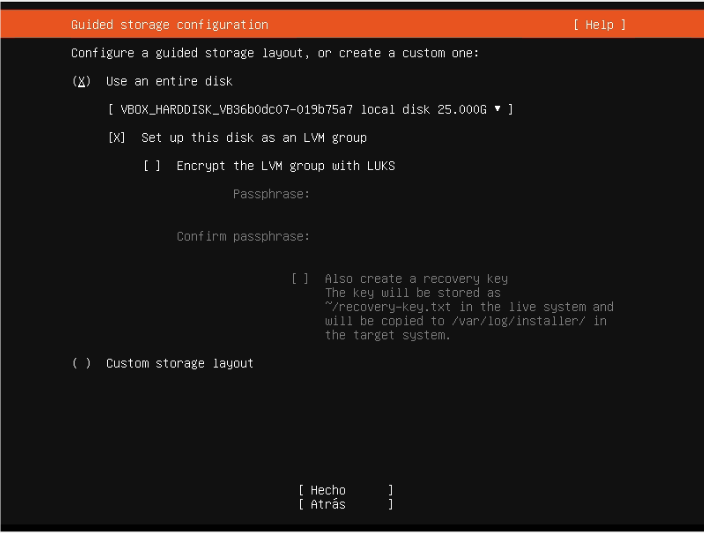 Guided storage configuration [ Help ]
Configure a guided storage layout, or create a custom one:
(X) Use an entire disk
[ VBOX_HARDDISK_VB36b0dc07-019b75a7 local disk 25.000G ▾ ]
[X] Set up this disk as an LVM group
[ ] Encrypt the LVM group with LUKS
Passphrase:
Confirm passphrase:
[ ] Also create a recovery key
The key will be stored as
~/recovery-key.txt in the live system and
will be copied to /var/log/installer/ in
the target system.
( ) Custom storage layout
[ Hecho ]
[ Atrás ]